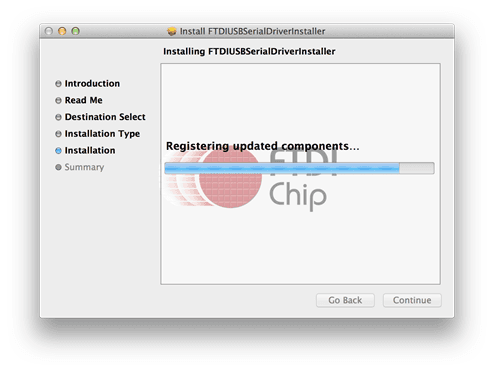 Install FTDIUSBSerialDriverInstaller
Installing FTDIUSBSerialDriverInstaller
Introduction
Read Me
Destination Select
Installation Type
Installation
Summary
Registering updated components...
FTDI
Chip
Go Back
Continue